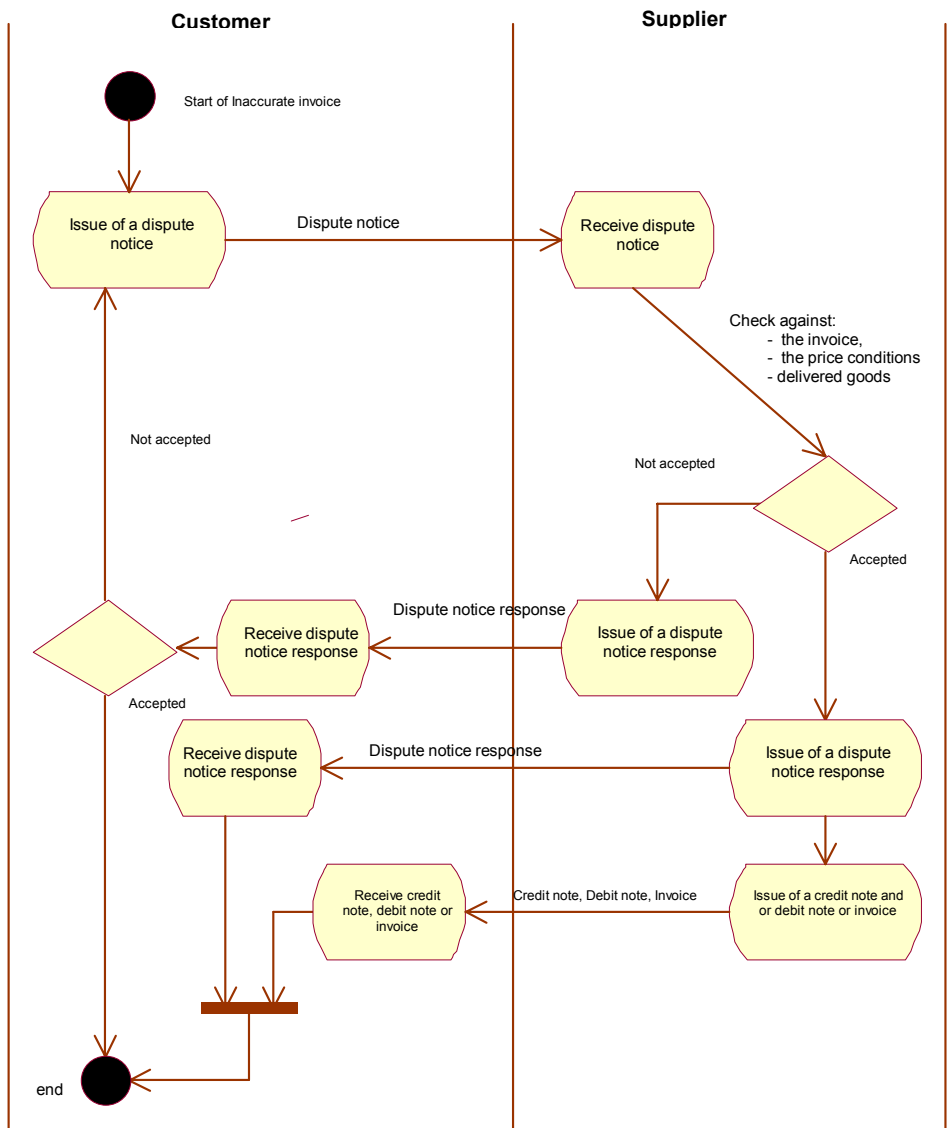 Customer
Supplier
Start of Inaccurate invoice
Issue of a dispute
notice
Dispute notice
Receive dispute
notice
Check against:
- the invoice,
- the price conditions
- delivered goods
Not accepted
Not accepted
Accepted
Dispute notice response
Receive dispute
notice response
Issue of a dispute
notice response
Accepted
Receive dispute
notice response
Dispute notice response
Issue of a dispute
notice response
Receive credit
note, debit note or
invoice
Credit note, Debit note, Invoice
Issue of a credit note and
or debit note or invoice
end